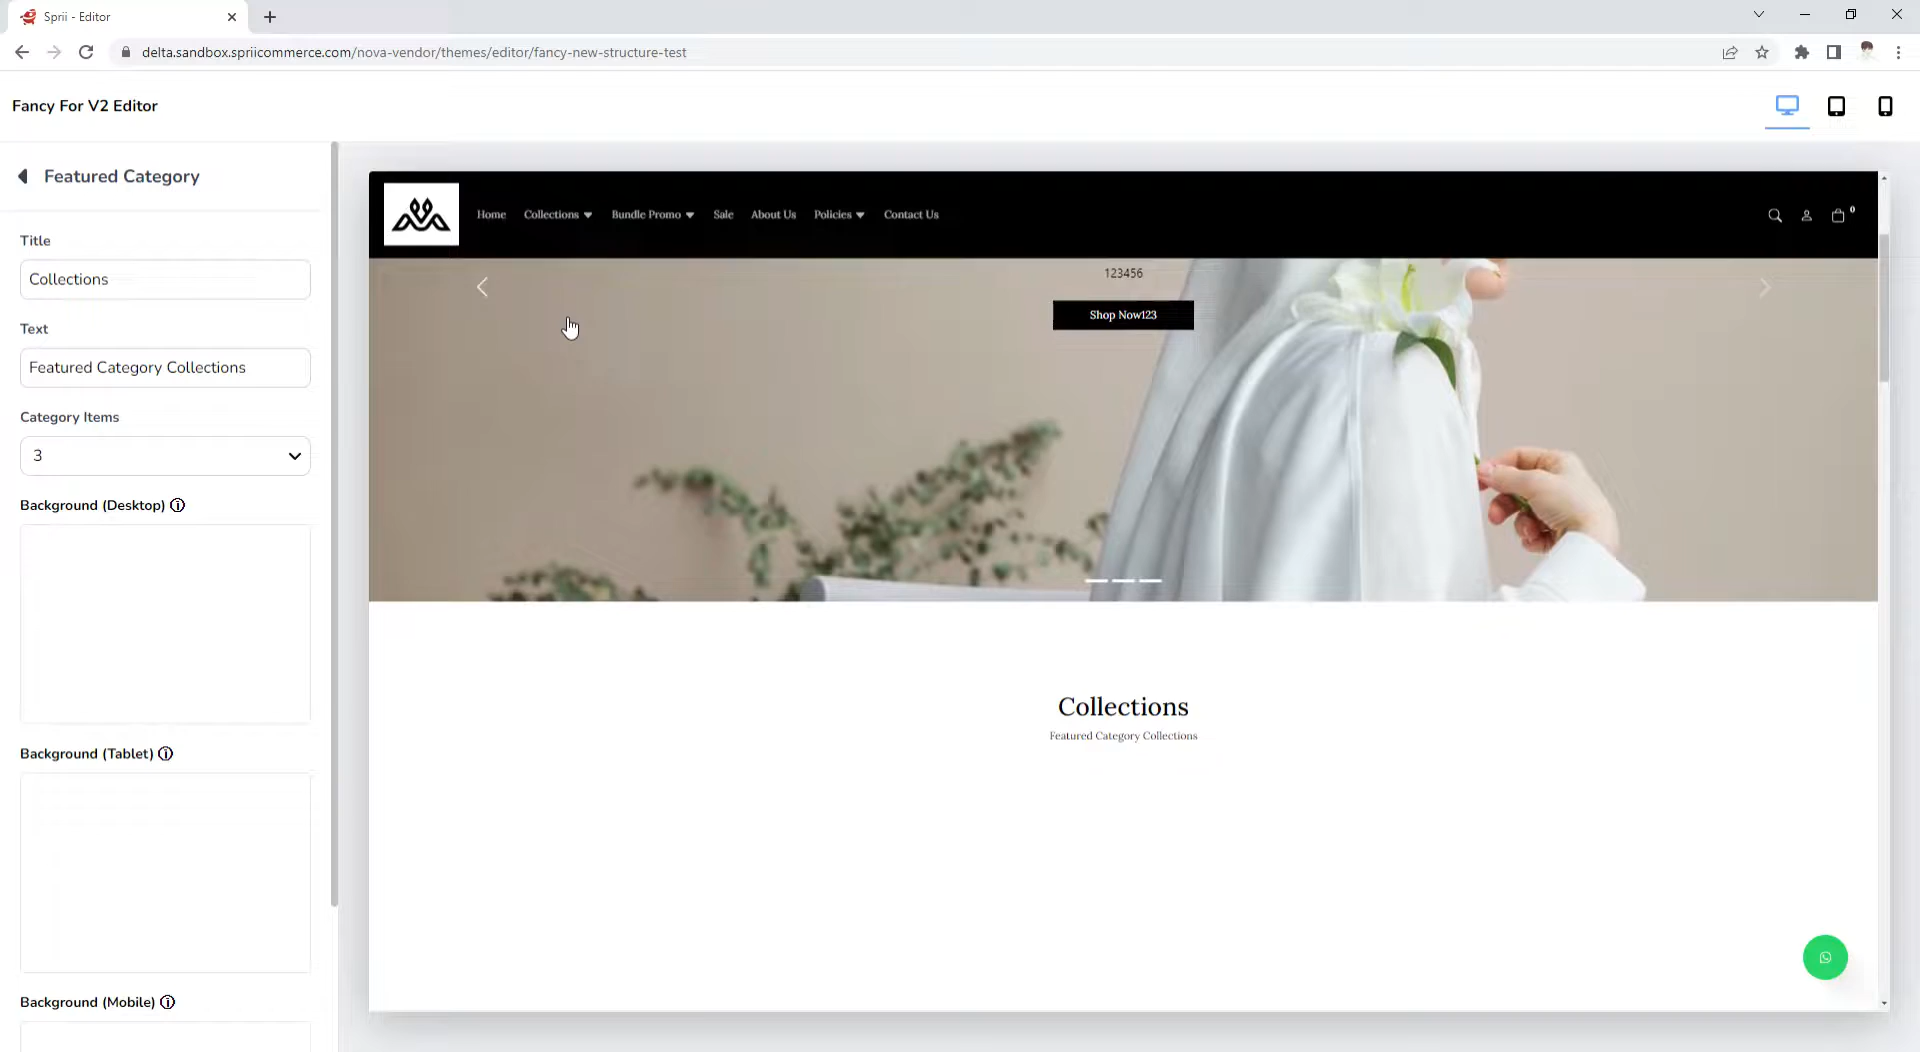 Sprii - Editor
delta.sandbox.spriicommerce.com/nova-vendor/themes/editor/fancy-new-structure-test
Fancy For V2 Editor
Featured Category
Title
Collections
Text
Featured Category Collections
Category Items
3
Background (Desktop)
Background (Tablet)
Background (Mobile)
Home Collections Bundle Promo Sale About Us Policies Contact Us
0
123456
Shop Now123
Collections
Featured Category Collections